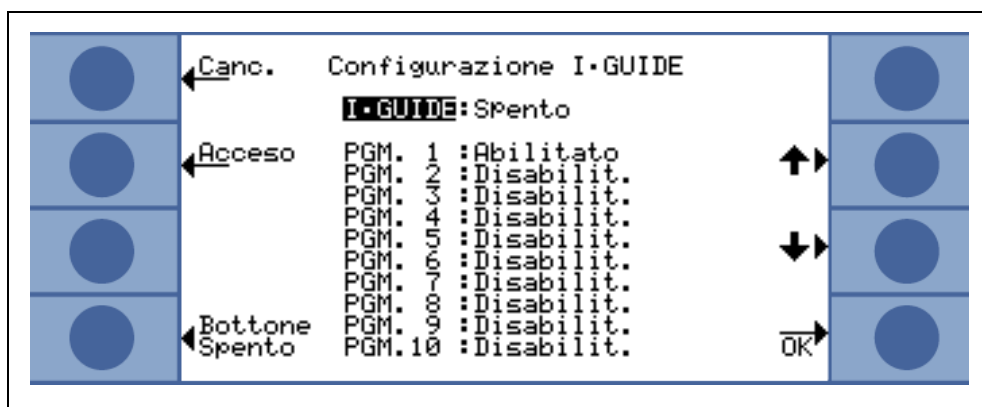 Canc.
Configurazione I•GUIDE
I•GUIDE:Spento
Acceso
PGM. 1 :Abilitato
PGM. 2 :Disabilit.
PGM. 3 :Disabilit.
PGM. 4 :Disabilit.
PGM. 5 :Disabilit.
PGM. 6 :Disabilit.
PGM. 7 :Disabilit.
PGM. 8 :Disabilit.
PGM. 9 :Disabilit.
PGM.10 :Disabilit.
Bottone
Spento
OK